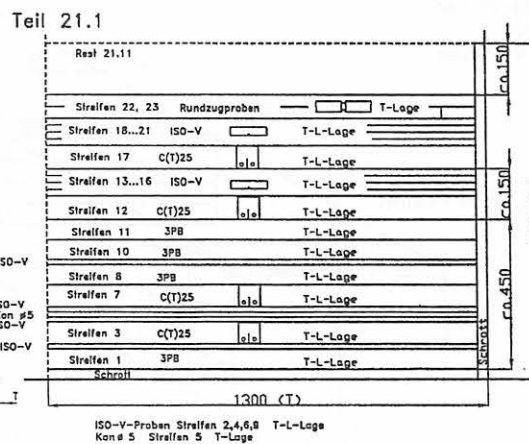 Teil 21.1
Rest 21.11
ca.150
Streifen 22, 23 Rundzugproben T-Lage
Streifen 18...21 ISO-V T-L-Lage
Streifen 17 C(T)25 T-L-Lage
Streifen 13...16 ISO-V T-L-Lage
ca.150
Streifen 12 C(T)25 T-L-Lage
Streifen 11 3PB T-L-Lage
Streifen 10 3PB T-L-Lage
ISO-V
Streifen 8 3PB T-L-Lage
ca.450
Streifen 7 C(T)25 T-L-Lage
ISO-V
ø5
ISO-V
Streifen 3 C(T)25 T-L-Lage
ISO-V
Streifen 1 3PB T-L-Lage
Schrott
Schrott
T
1300 (T)
ISO-V-Proben Streifen 2,4,6,9 T-L-Lage
Kon ø 5 Streifen 5 T-Lage